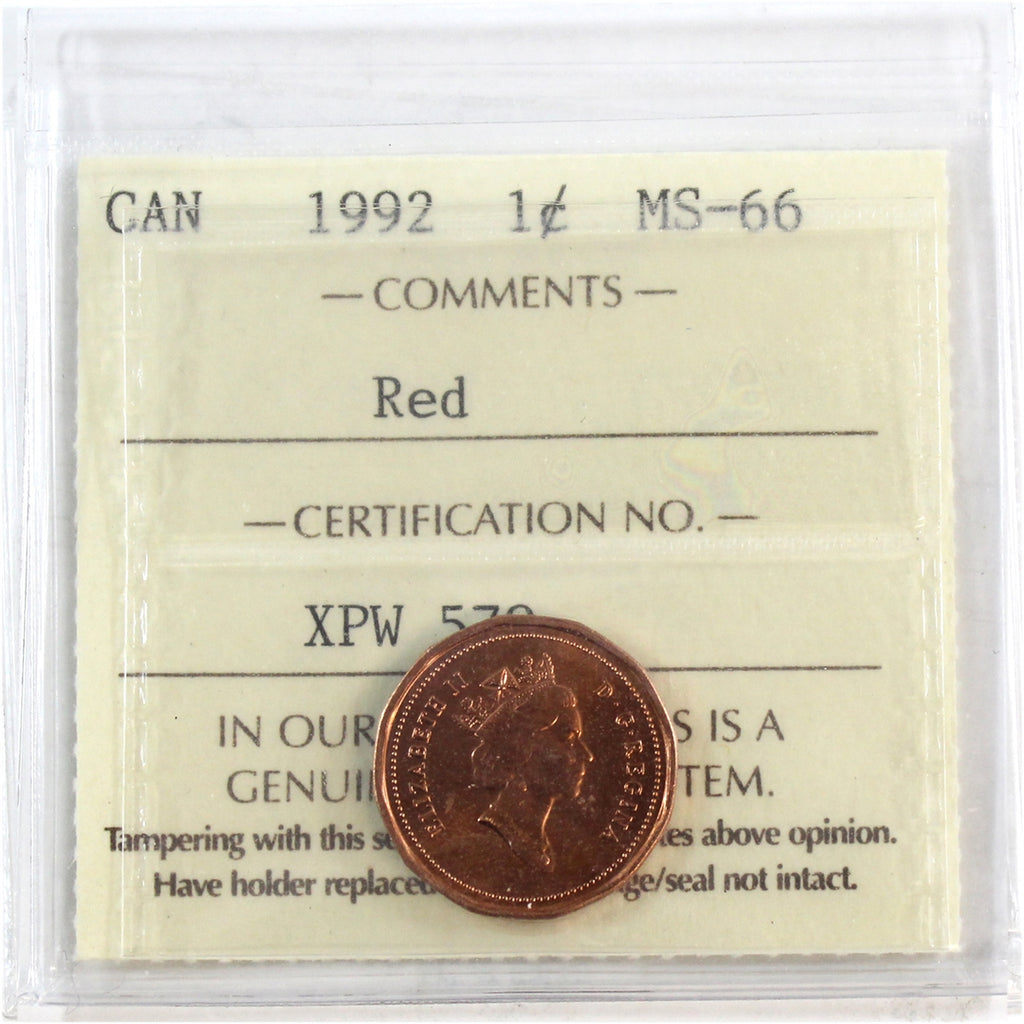 CAN 1992 1¢ MS-66
— COMMENTS —
Red
— CERTIFICATION NO. —
XPW
IN OUR S IS A
GENUI TEM.
Tampering with this se es above opinion.
Have holder replaced ge/seal not intact.
ELIZABETH II D·G·REGINA